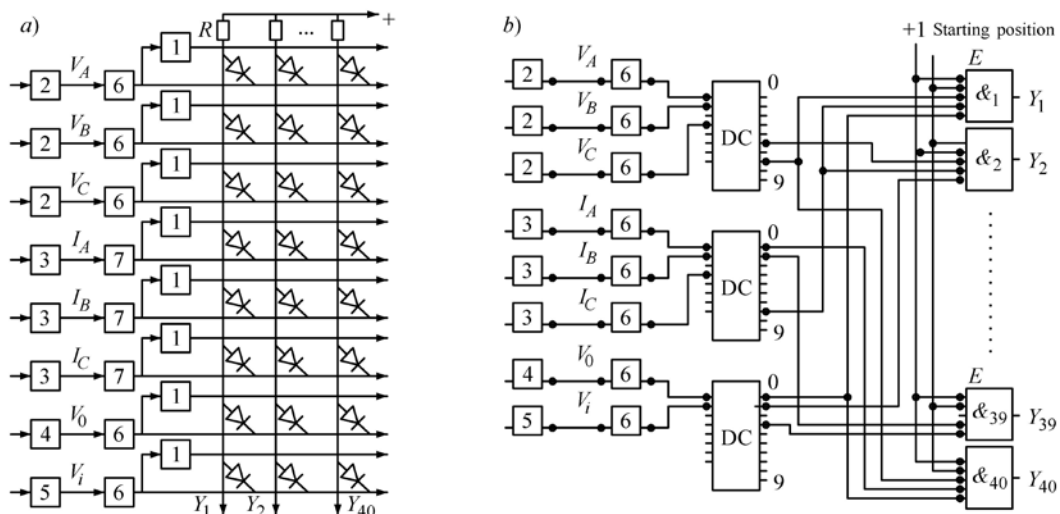 a)
R
...
+
1
2 V_A 6
1
2 V_B 6
1
2 V_C 6
1
3 I_A 7
1
3 I_B 7
1
3 I_C 7
1
4 V_0 6
1
5 V_i 6
Y_1 Y_2 Y_40
b)
+1 Starting position
2 V_A 6
2 V_B 6
2 V_C 6
0
DC
9
3 I_A 6
3 I_B 6
3 I_C 6
0
DC
9
4 V_0 6
5 V_i 6
0
DC
9
E
&_1 Y_1
&_2 Y_2
E
&_39 Y_39
&_40 Y_40